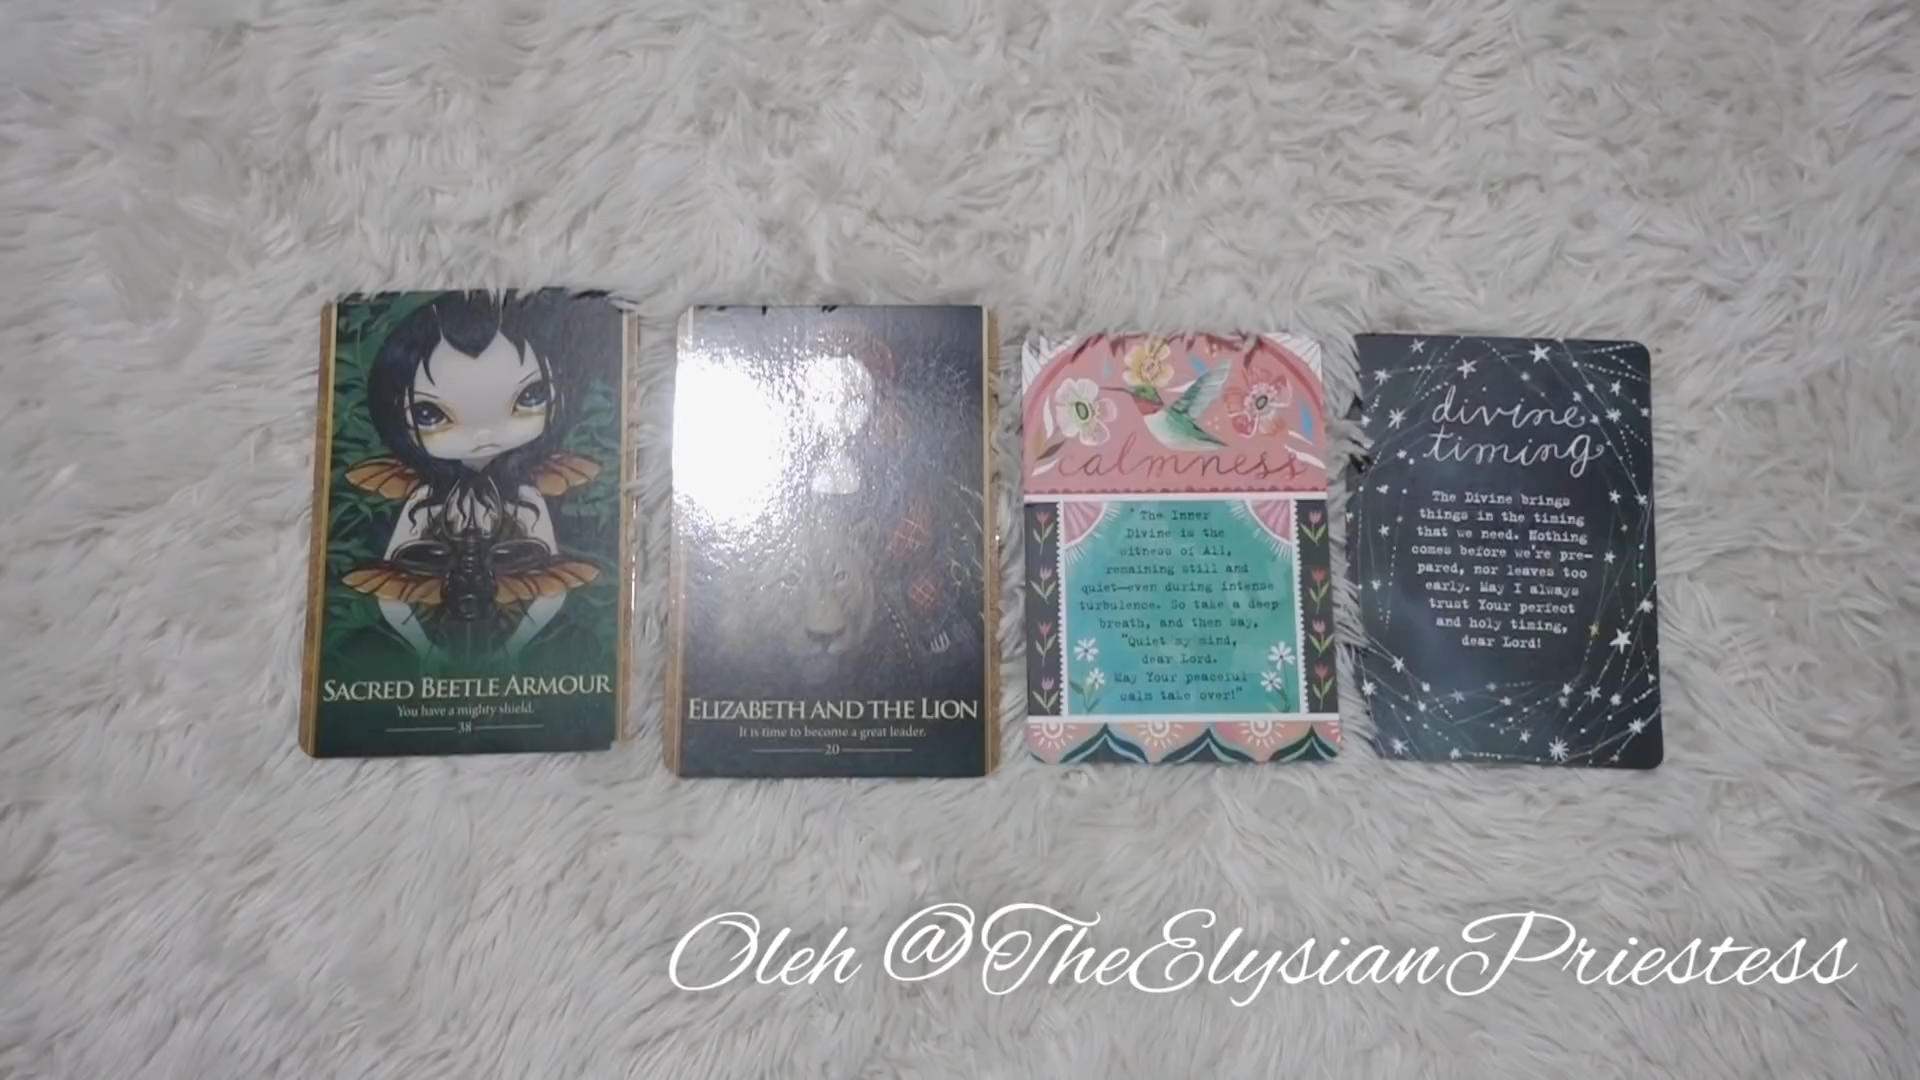 SACRED BEETLE ARMOUR
You have a mighty shield.
38
ELIZABETH AND THE LION
It is time to become a great leader.
20
calmness
The Inner
Divine is the
witness of All,
remaining still and
quiet—even during intense
turbulence. So take a deep
breath, and then say,
"Quiet my mind,
dear Lord.
May Your peaceful
calm take over!"
divine
timing
The Divine brings
things in the timing
that we need. Nothing
comes before we're pre-
pared, nor leaves too
early. May I always
trust Your perfect
and holy timing,
dear Lord!
Oleh @TheElysianPriestess